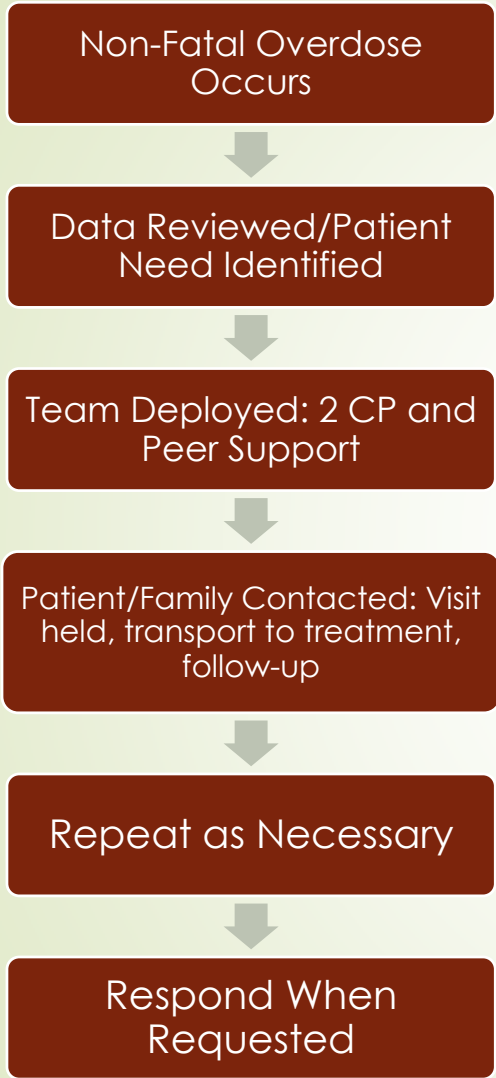 Non-Fatal Overdose
Occurs
Data Reviewed/Patient
Need Identified
Team Deployed: 2 CP and
Peer Support
Patient/Family Contacted: Visit
held, transport to treatment,
follow-up
Repeat as Necessary
Respond When
Requested